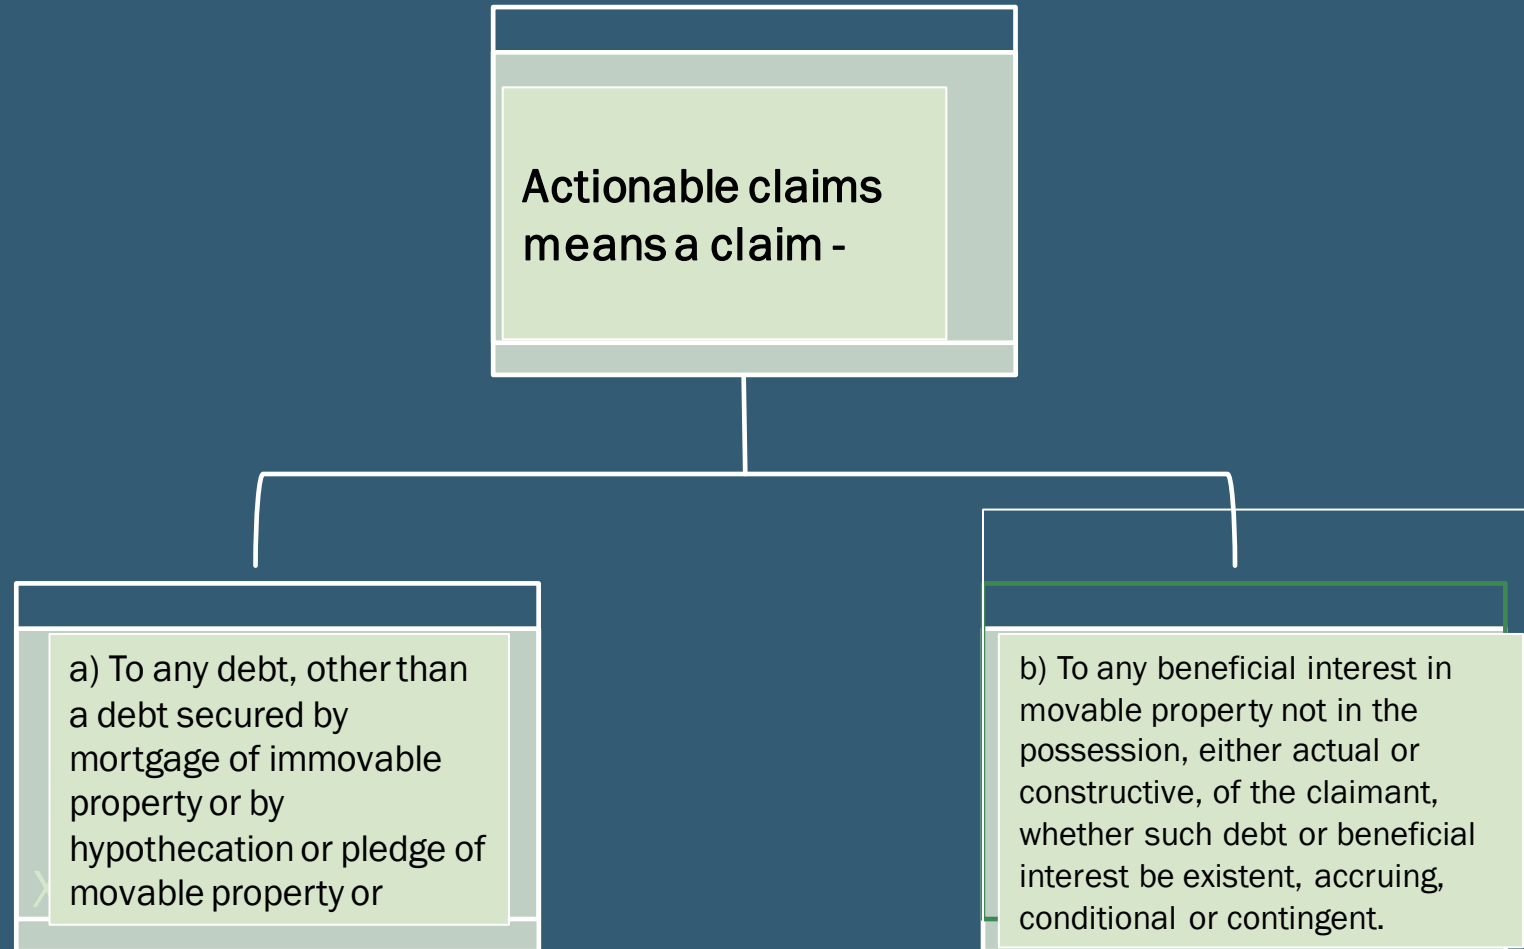 Actionable claims
means a claim -
a) To any debt, other than
a debt secured by
mortgage of immovable
property or by
hypothecation or pledge of
movable property or
b) To any beneficial interest in
movable property not in the
possession, either actual or
constructive, of the claimant,
whether such debt or beneficial
interest be existent, accruing,
conditional or contingent.